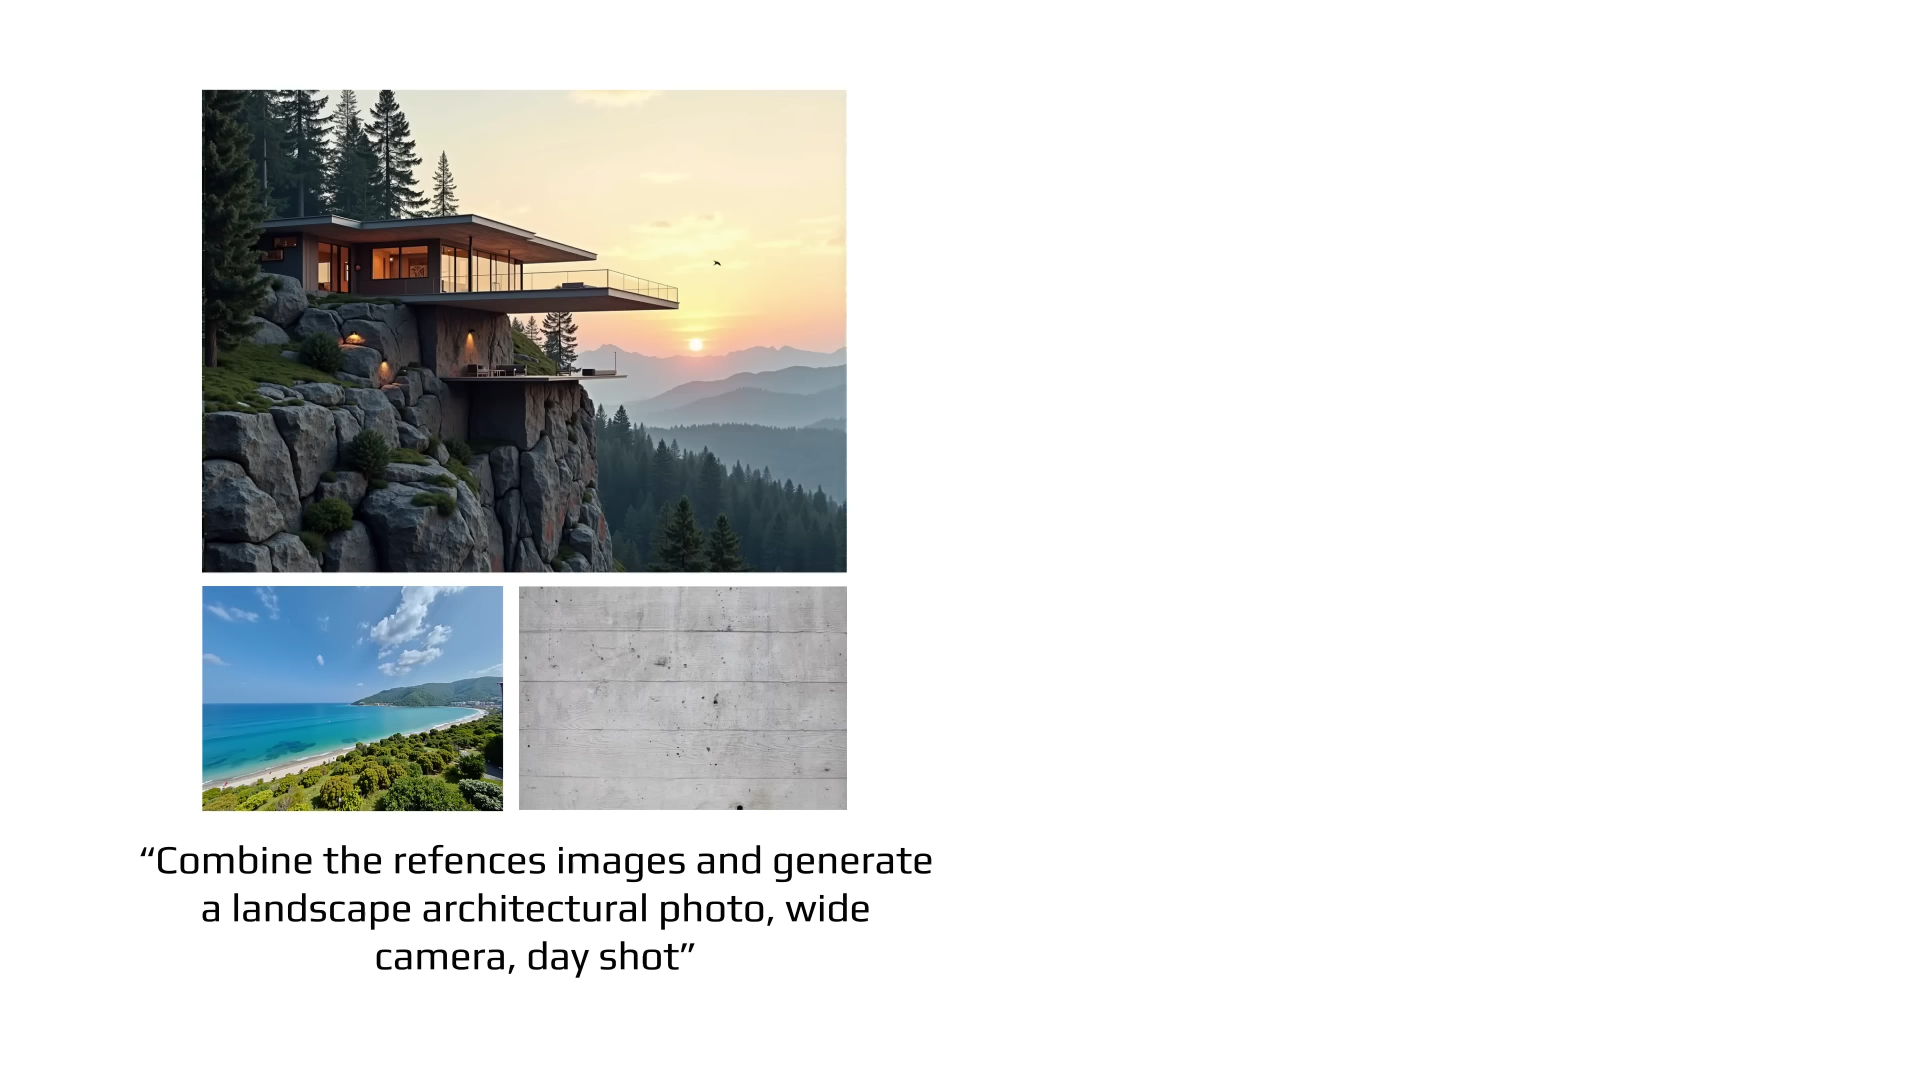 “Combine the refences images and generate
a landscape architectural photo, wide
camera, day shot”